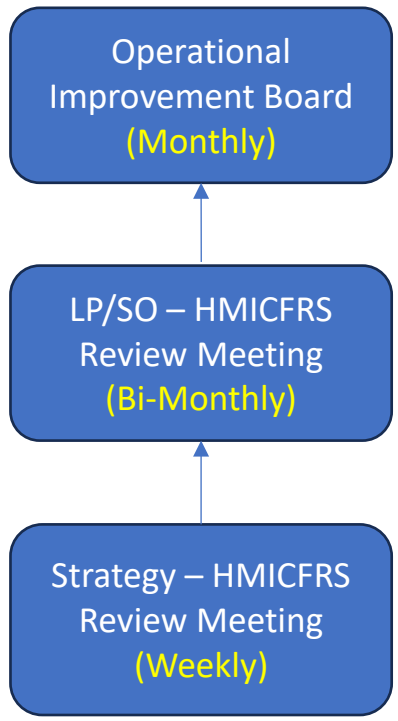 Operational
Improvement Board
(Monthly)
LP/SO – HMICFRS
Review Meeting
(Bi-Monthly)
Strategy – HMICFRS
Review Meeting
(Weekly)